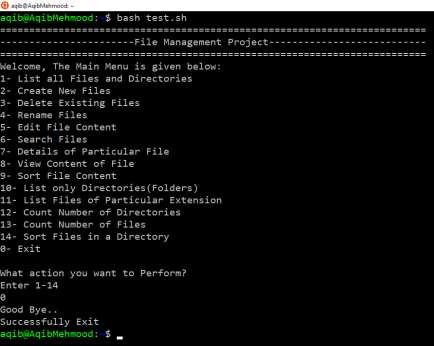 aqib@AqibMehmood: ~
aqib@AqibMehmood:~$ bash test.sh
=======================================================================
----------------------File Management Project--------------------------
=======================================================================
Welcome, The Main Menu is given below:
1- List all Files and Directories
2- Create New Files
3- Delete Existing Files
4- Rename Files
5- Edit File Content
6- Search Files
7- Details of Particular File
8- View Content of File
9- Sort File Content
10- List only Directories(Folders)
11- List Files of Particular Extension
12- Count Number of Directories
13- Count Number of Files
14- Sort Files in a Directory
0- Exit
What action you want to Perform?
Enter 1-14
0
Good Bye..
Successfully Exit
aqib@AqibMehmood:~$